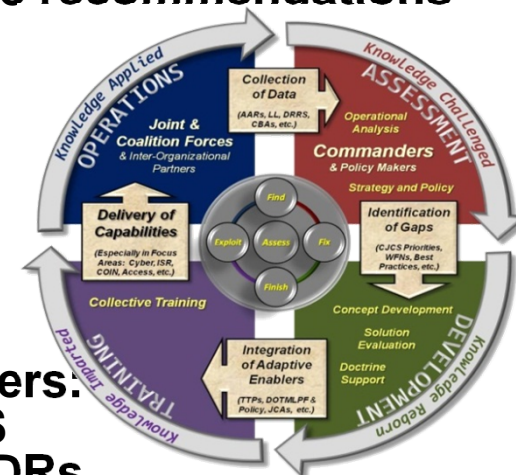 recommendations
Knowledge Applied
OPERATIONS
Joint &
Coalition Forces
& Inter-Organizational
Partners
Collection
of Data
(AARs, LL, DRRS,
CBAs, etc.)
Knowledge Challenged
ASSESSMENT
Operational
Analysis
Commanders
& Policy Makers
Strategy and Policy
Delivery of
Capabilities
(Especially in Focus
Areas: Cyber, ISR,
COIN, Access, etc.)
Find
Exploit
Assess
Fix
Finish
Identification
of Gaps
(CJCS Priorities,
WFNs, Best
Practices, etc.)
Collective Training
TRAINING
Knowledge Imparted
Integration
of Adaptive
Enablers
(TTPs, DOTMLPF &
Policy, JCAs, etc.)
Concept Development
Solution
Evaluation
Doctrine
Support
DEVELOPMENT
Knowledge Reborn
ers:
S
DRs